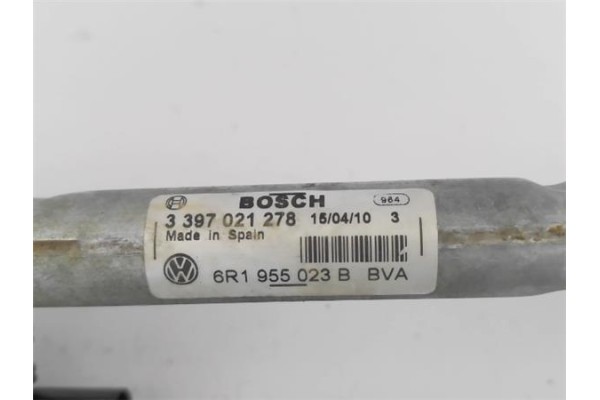 BOSCH 964
3 397 021 278 15/04/10 3
Made in Spain
6R1 955 023 B BVA